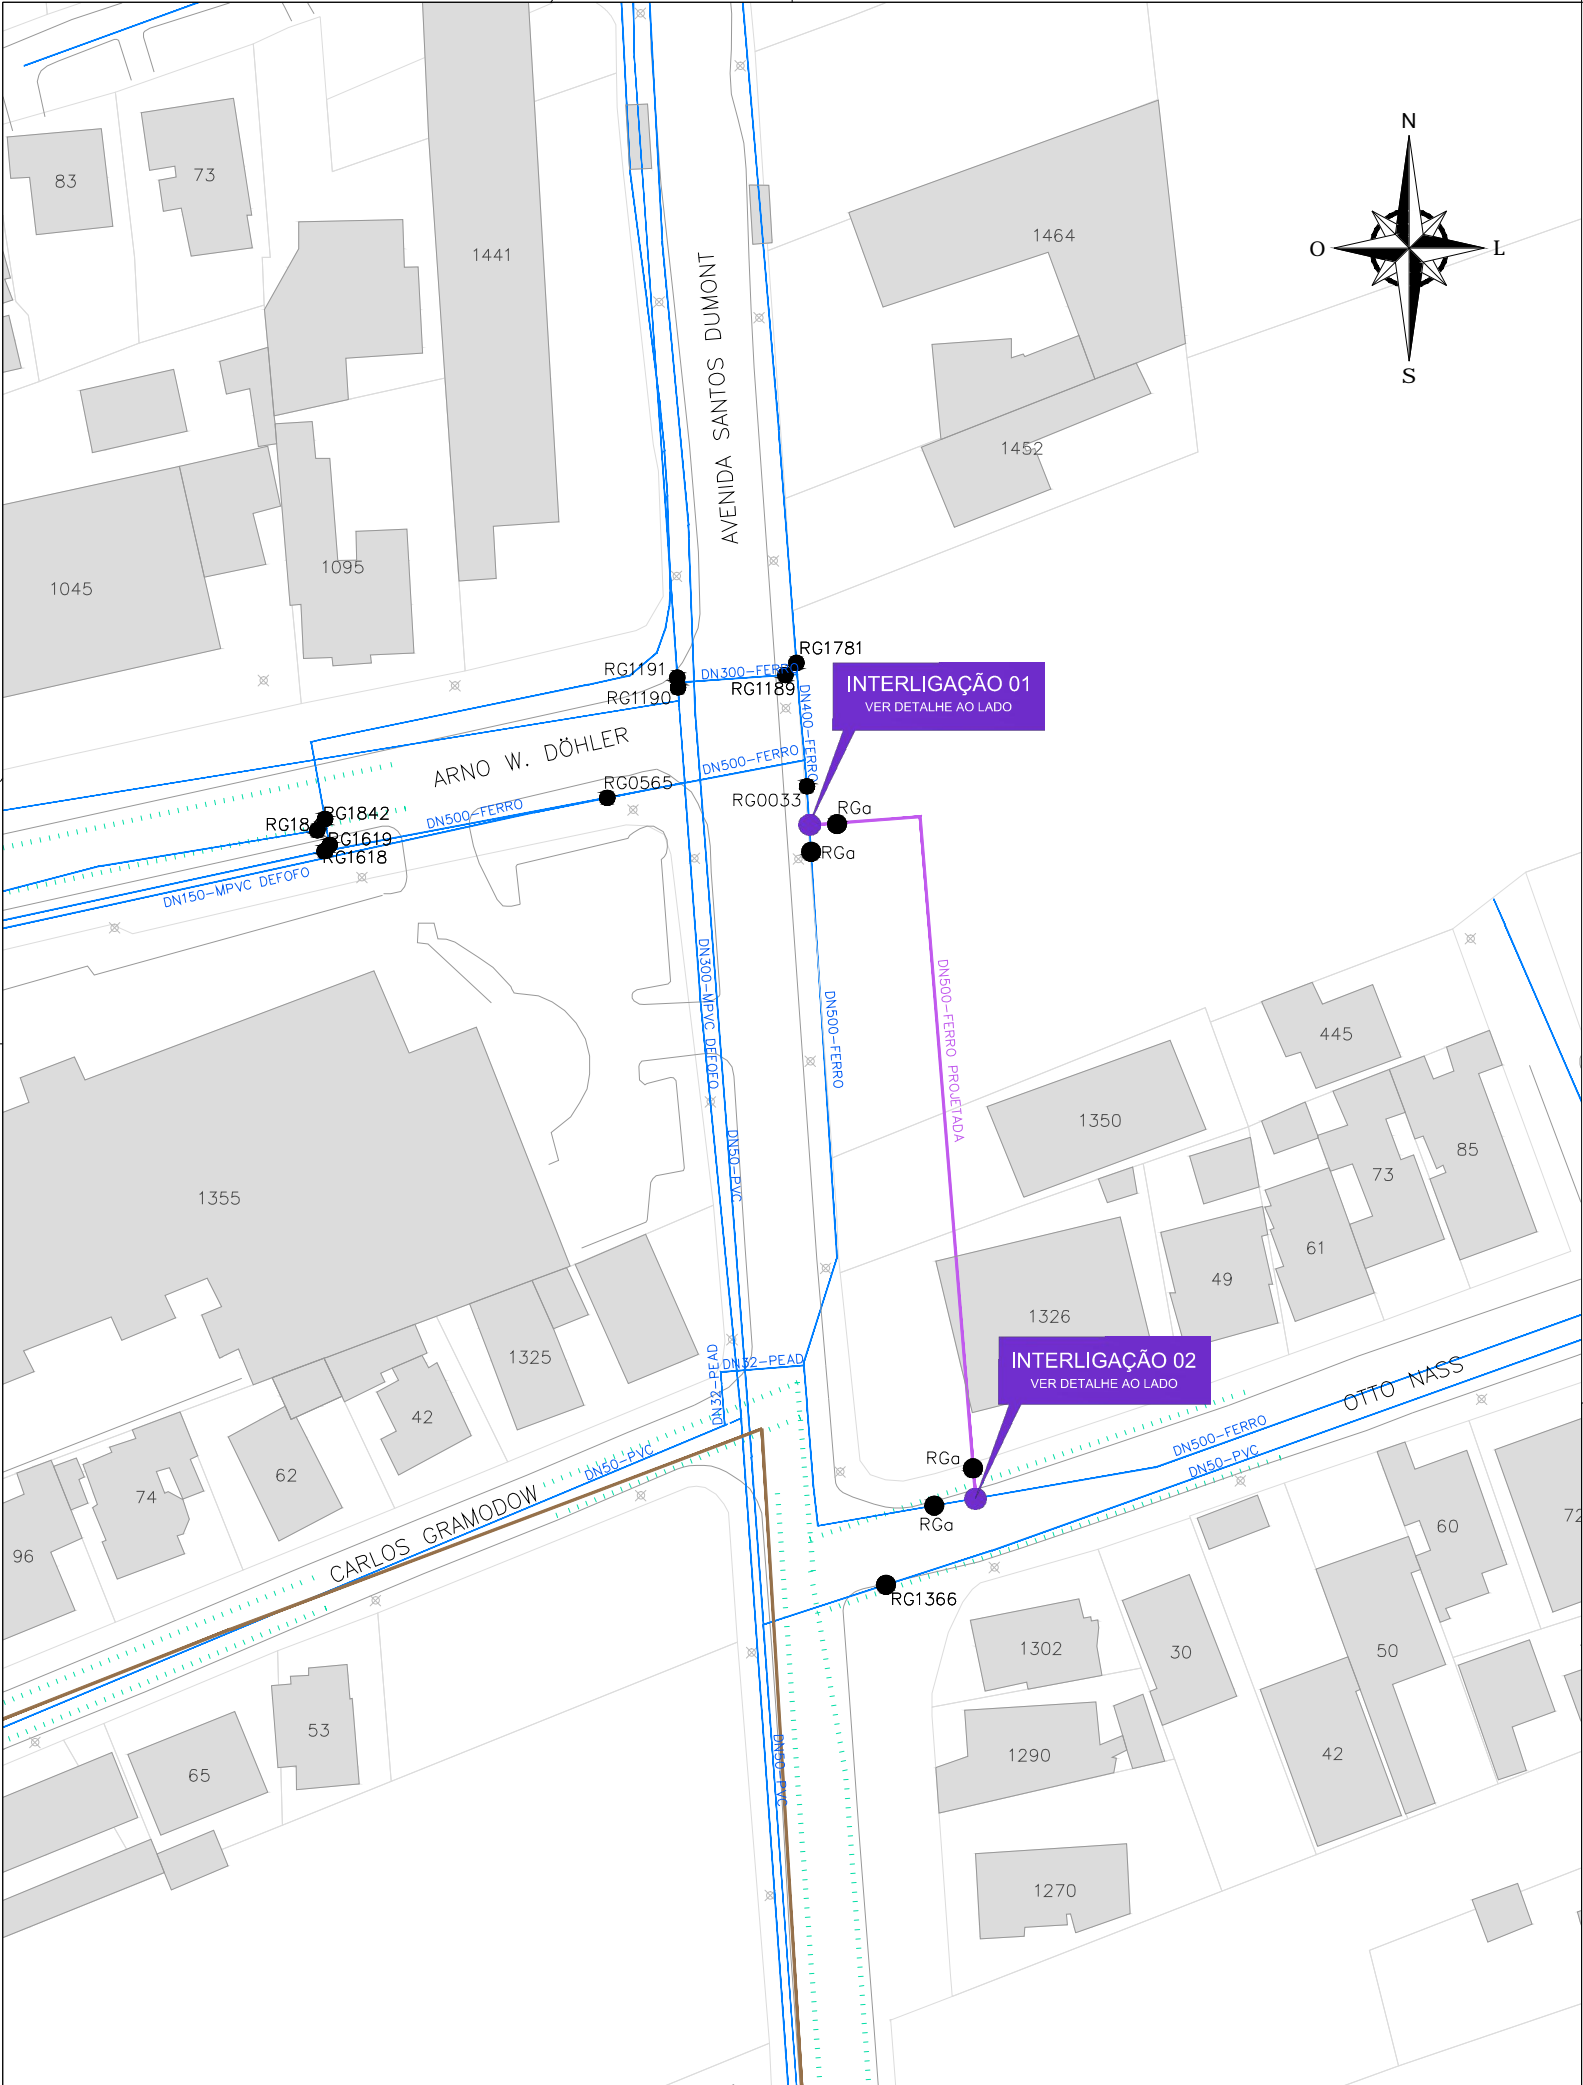 N
O
L
S
83
73
1441
1464
AVENIDA SANTOS DUMONT
1452
1045
1095
RG1781
RG1191
DN300-FERRO
RG1189
RG1190
INTERLIGAÇÃO 01
VER DETALHE AO LADO
DN400-FERRO
ARNO W. DÖHLER
DN500-FERRO
RG0565
RG0033
RGa
RG1842
DN500-FERRO
RG1619
RG1618
RGa
DN150-MPVC DEFOFO
DN300-MPVC DEFOFO
DN500-FERRO
DN500-FERRO PROJETADA
445
1350
85
73
DN50-PVC
1355
61
49
1326
1325
DN32-PEAD
DN32-PEAD
INTERLIGAÇÃO 02
VER DETALHE AO LADO
OTTO NASS
42
DN500-FERRO
DN50-PVC
DN50-PVC
62
74
RGa
RGa
CARLOS GRAMODOW
96
60
72
RG1366
1302
30
50
53
65
DN50-PVC
1290
42
1270